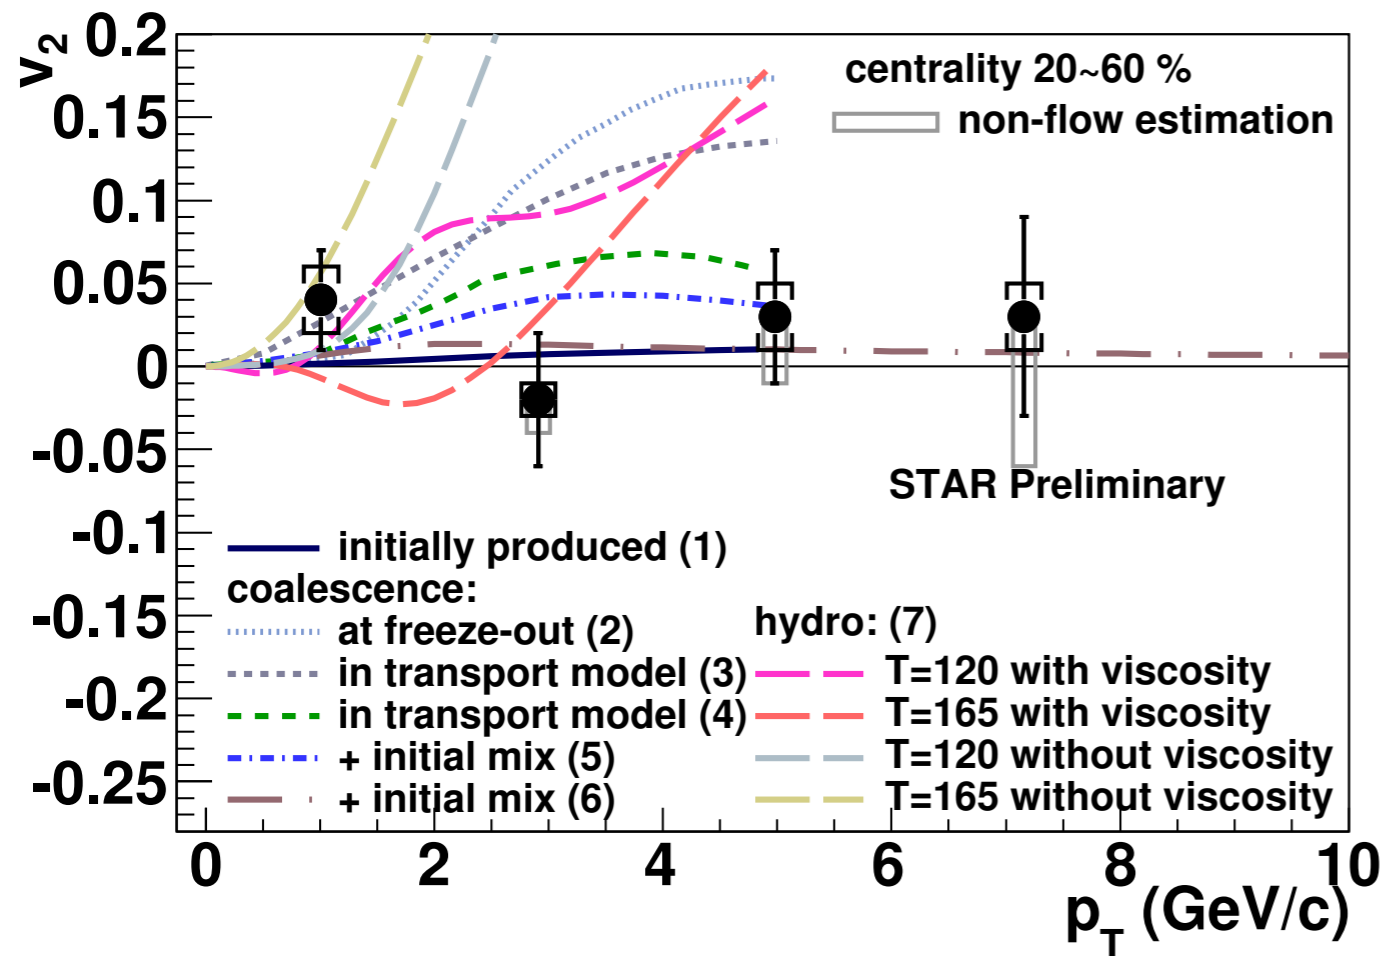 v2
0.2
0.15
0.1
0.05
0
-0.05
-0.1
-0.15
-0.2
-0.25
centrality 20~60 %
non-flow estimation
STAR Preliminary
initially produced (1)
coalescence:
at freeze-out (2)
in transport model (3)
in transport model (4)
+ initial mix (5)
+ initial mix (6)
hydro: (7)
T=120 with viscosity
T=165 with viscosity
T=120 without viscosity
T=165 without viscosity
0 2 4 6 8 10
pT (GeV/c)